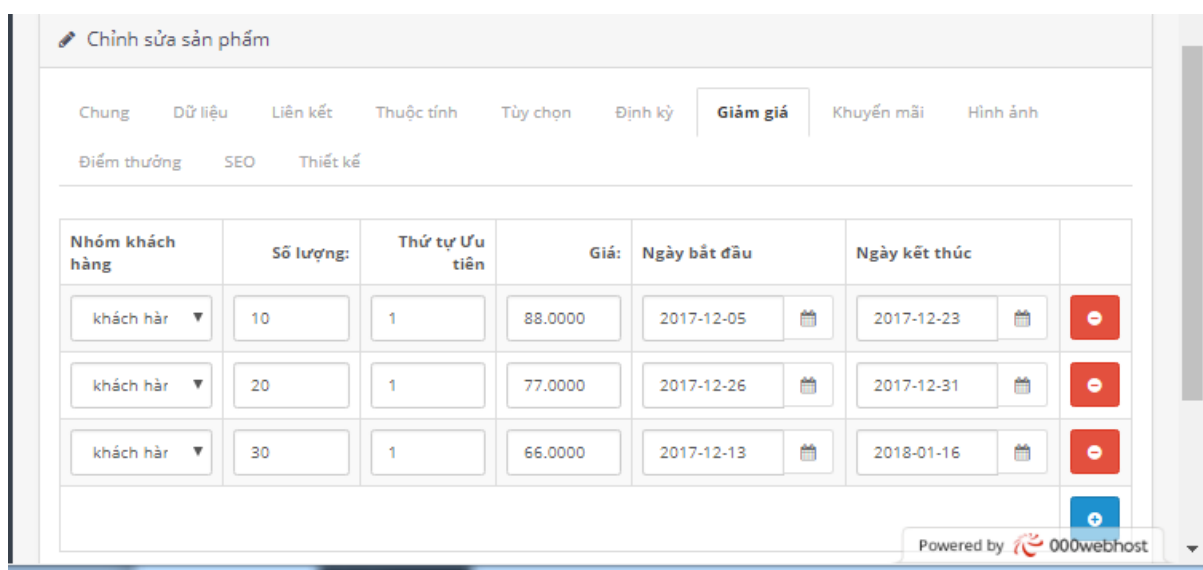 Chỉnh sửa sản phẩm
Chung Dữ liệu Liên kết Thuộc tính Tùy chọn Định kỳ Giảm giá Khuyến mãi Hình ảnh
Điểm thưởng SEO Thiết kế
Nhóm khách hàng Số lượng: Thứ tự Ưu tiên Giá: Ngày bắt đầu Ngày kết thúc
khách hàr 10 1 88.0000 2017-12-05 2017-12-23
khách hàr 20 1 77.0000 2017-12-26 2017-12-31
khách hàr 30 1 66.0000 2017-12-13 2018-01-16
Powered by 000webhost